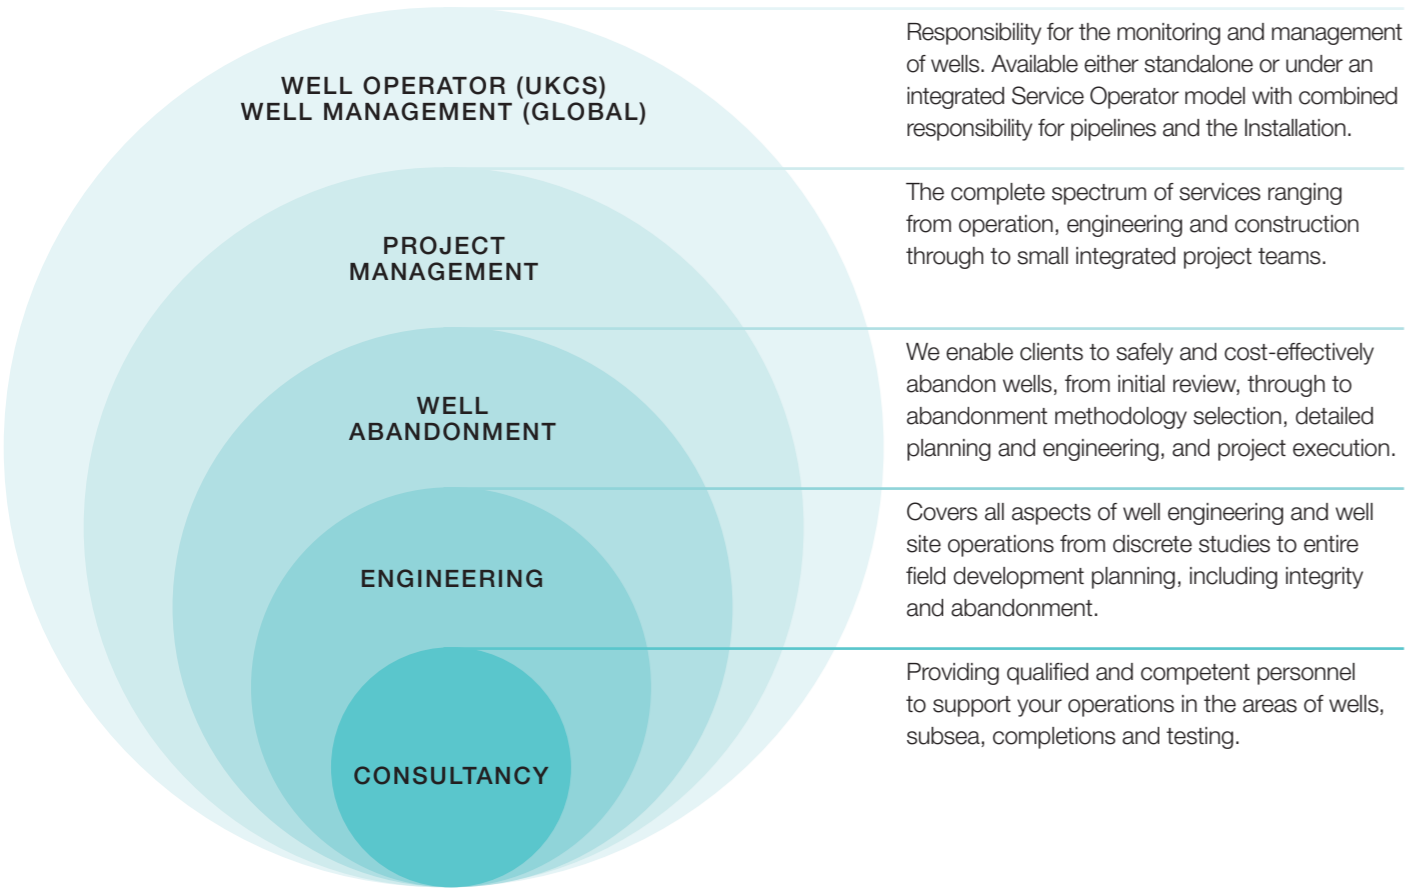 WELL OPERATOR (UKCS)
WELL MANAGEMENT (GLOBAL)
Responsibility for the monitoring and management
of wells. Available either standalone or under an
integrated Service Operator model with combined
responsibility for pipelines and the Installation.
PROJECT
MANAGEMENT
The complete spectrum of services ranging
from operation, engineering and construction
through to small integrated project teams.
WELL
ABANDONMENT
We enable clients to safely and cost-effectively
abandon wells, from initial review, through to
abandonment methodology selection, detailed
planning and engineering, and project execution.
ENGINEERING
Covers all aspects of well engineering and well
site operations from discrete studies to entire
field development planning, including integrity
and abandonment.
CONSULTANCY
Providing qualified and competent personnel
to support your operations in the areas of wells,
subsea, completions and testing.